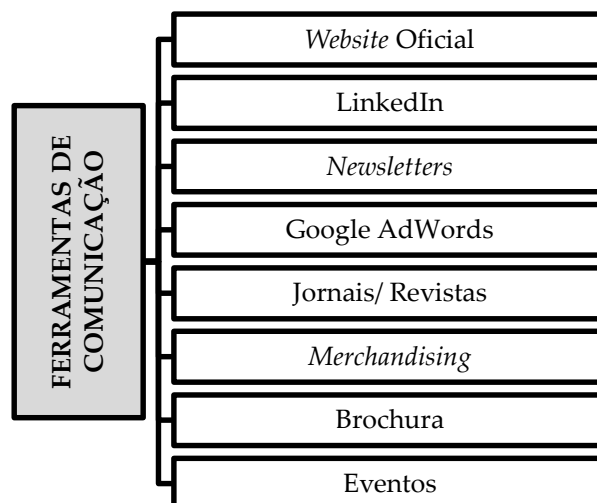 FERRAMENTAS DE
COMUNICAÇÃO
Website Oficial
LinkedIn
Newsletters
Google AdWords
Jornais/ Revistas
Merchandising
Brochura
Eventos